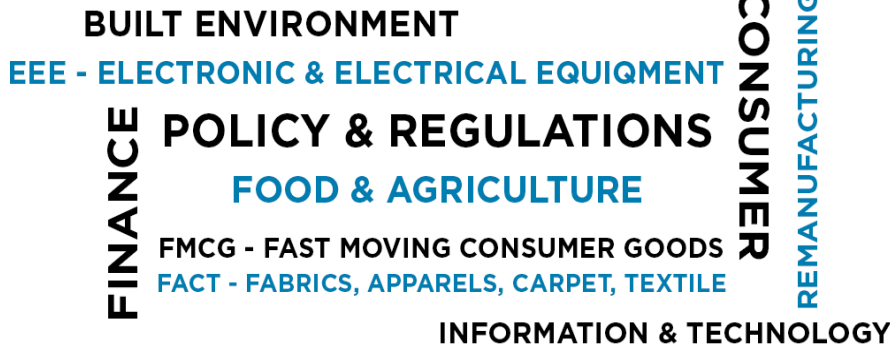 BUILT ENVIRONMENT
EEE - ELECTRONIC & ELECTRICAL EQUIQMENT
POLICY & REGULATIONS
FOOD & AGRICULTURE
FMCG - FAST MOVING CONSUMER GOODS
FACT - FABRICS, APPARELS, CARPET, TEXTILE
INFORMATION & TECHNOLOGY
FINANCE
CONSUMER
REMANUFACTURING